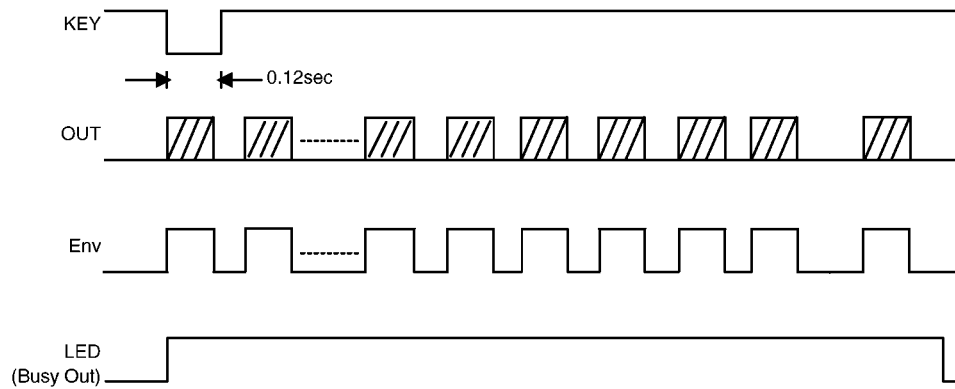 KEY
0.12sec
OUT
Env
LED
(Busy Out)